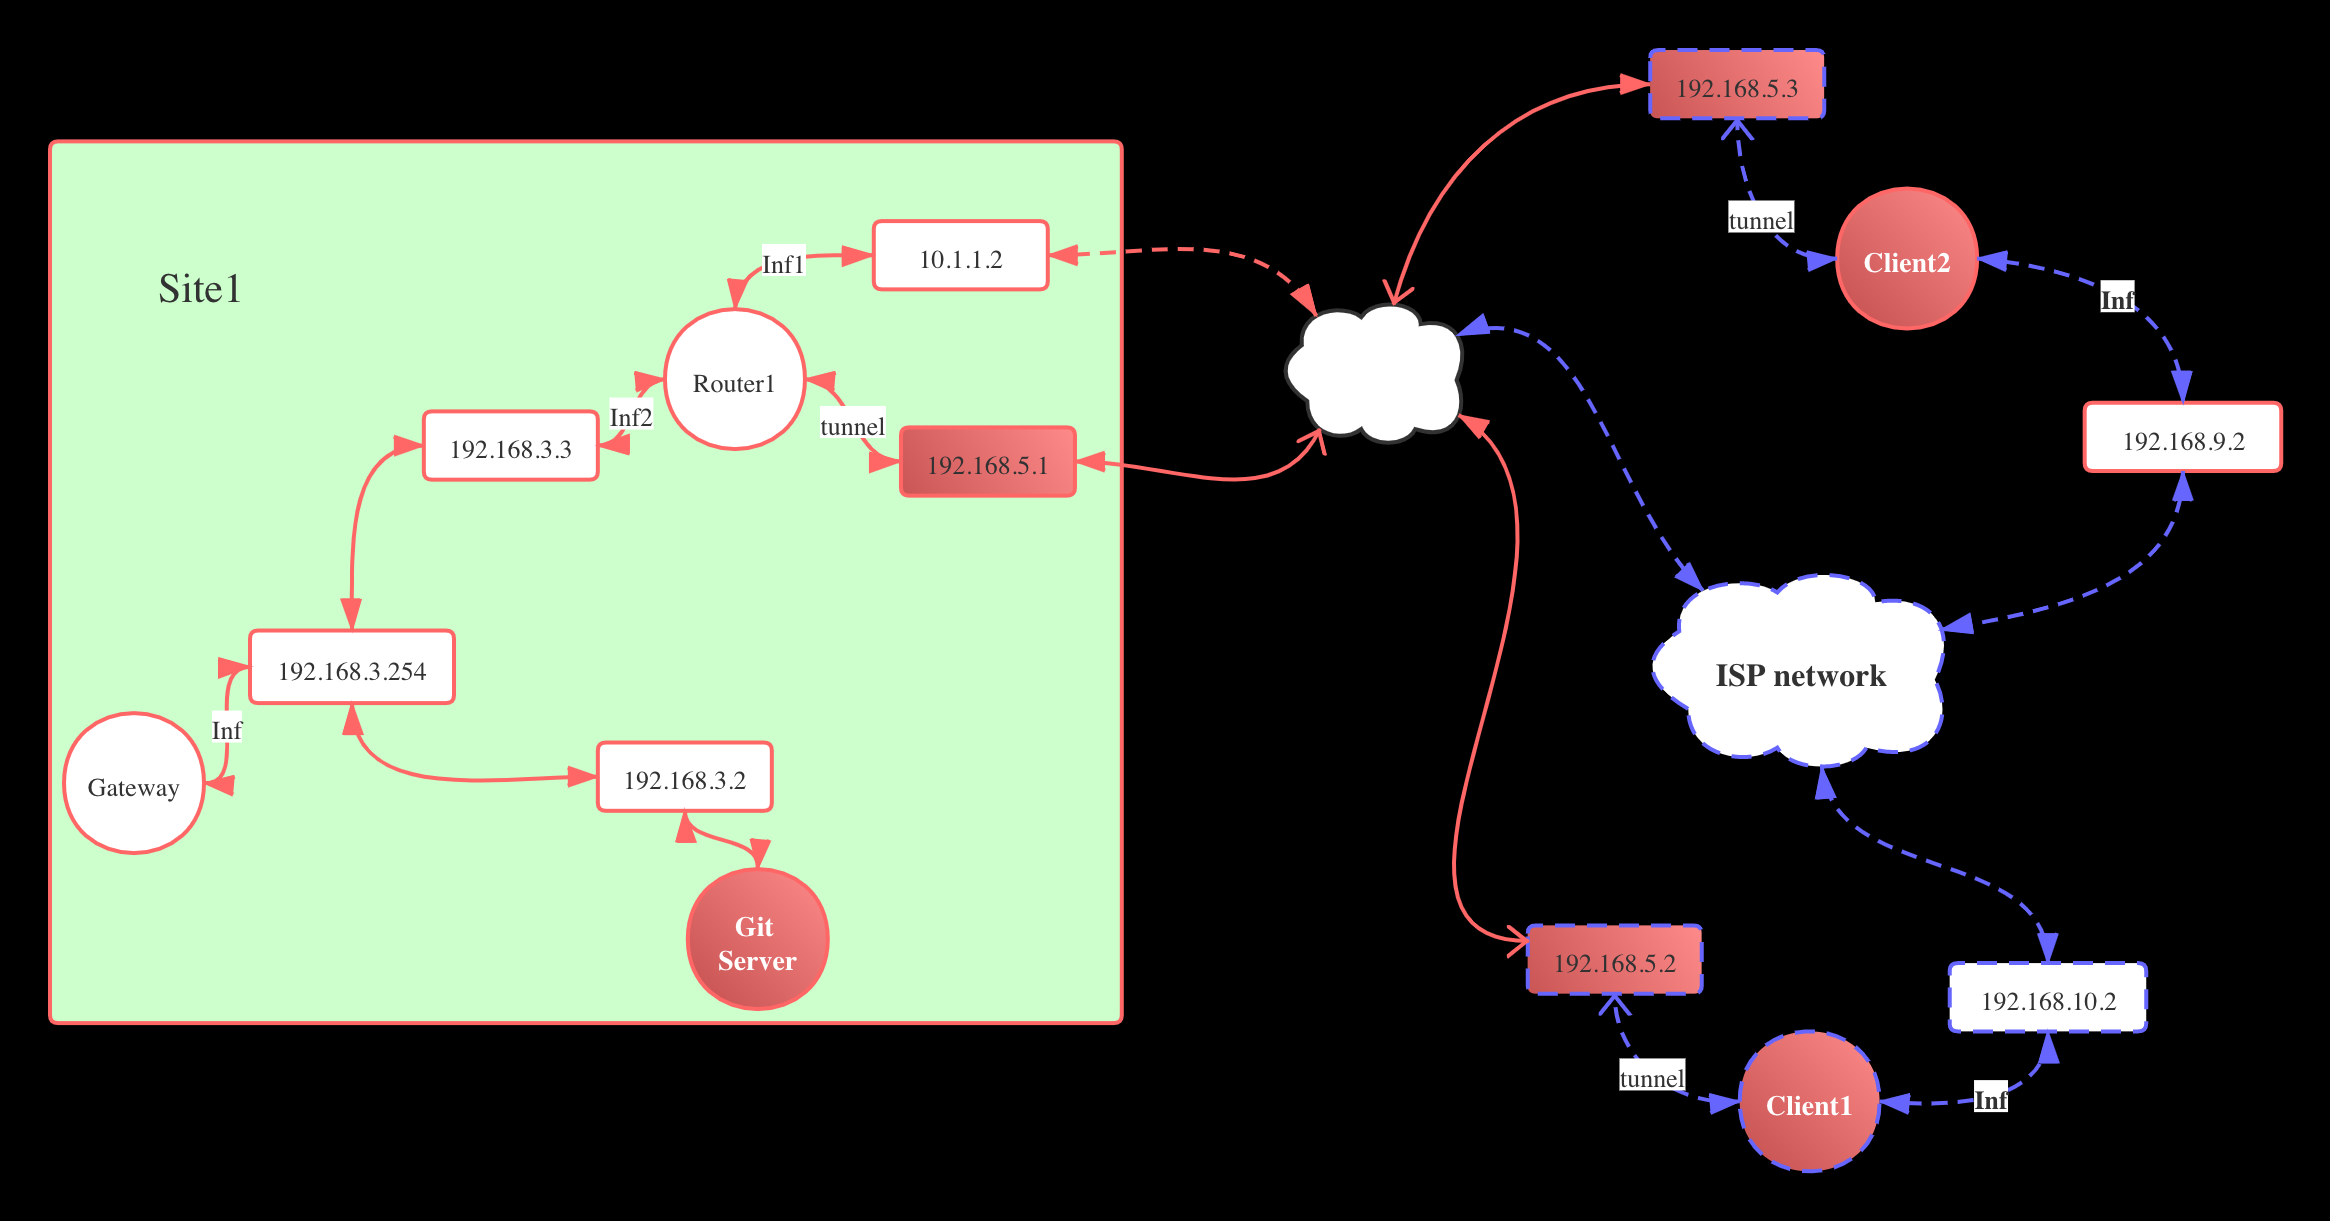 192.168.5.3
tunnel
Client2
Inf
192.168.9.2
Site1
Inf1
10.1.1.2
Router1
Inf2
192.168.3.3
tunnel
192.168.5.1
192.168.3.254
Inf
Gateway
192.168.3.2
Git
Server
ISP network
192.168.5.2
192.168.10.2
tunnel
Client1
Inf